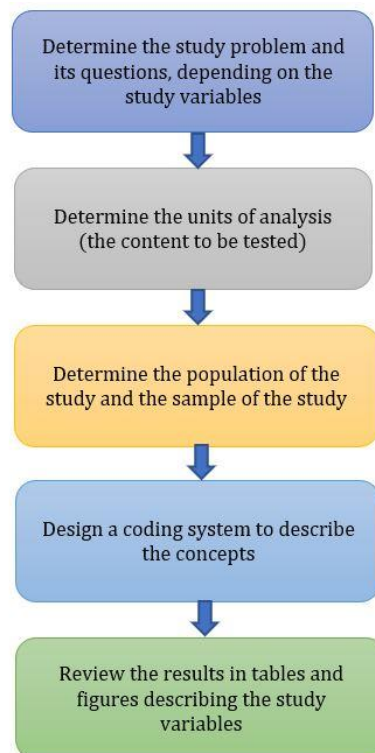 Determine the study problem and
its questions, depending on the
study variables
Determine the units of analysis
(the content to be tested)
Determine the population of the
study and the sample of the study
Design a coding system to describe
the concepts
Review the results in tables and
figures describing the study
variables